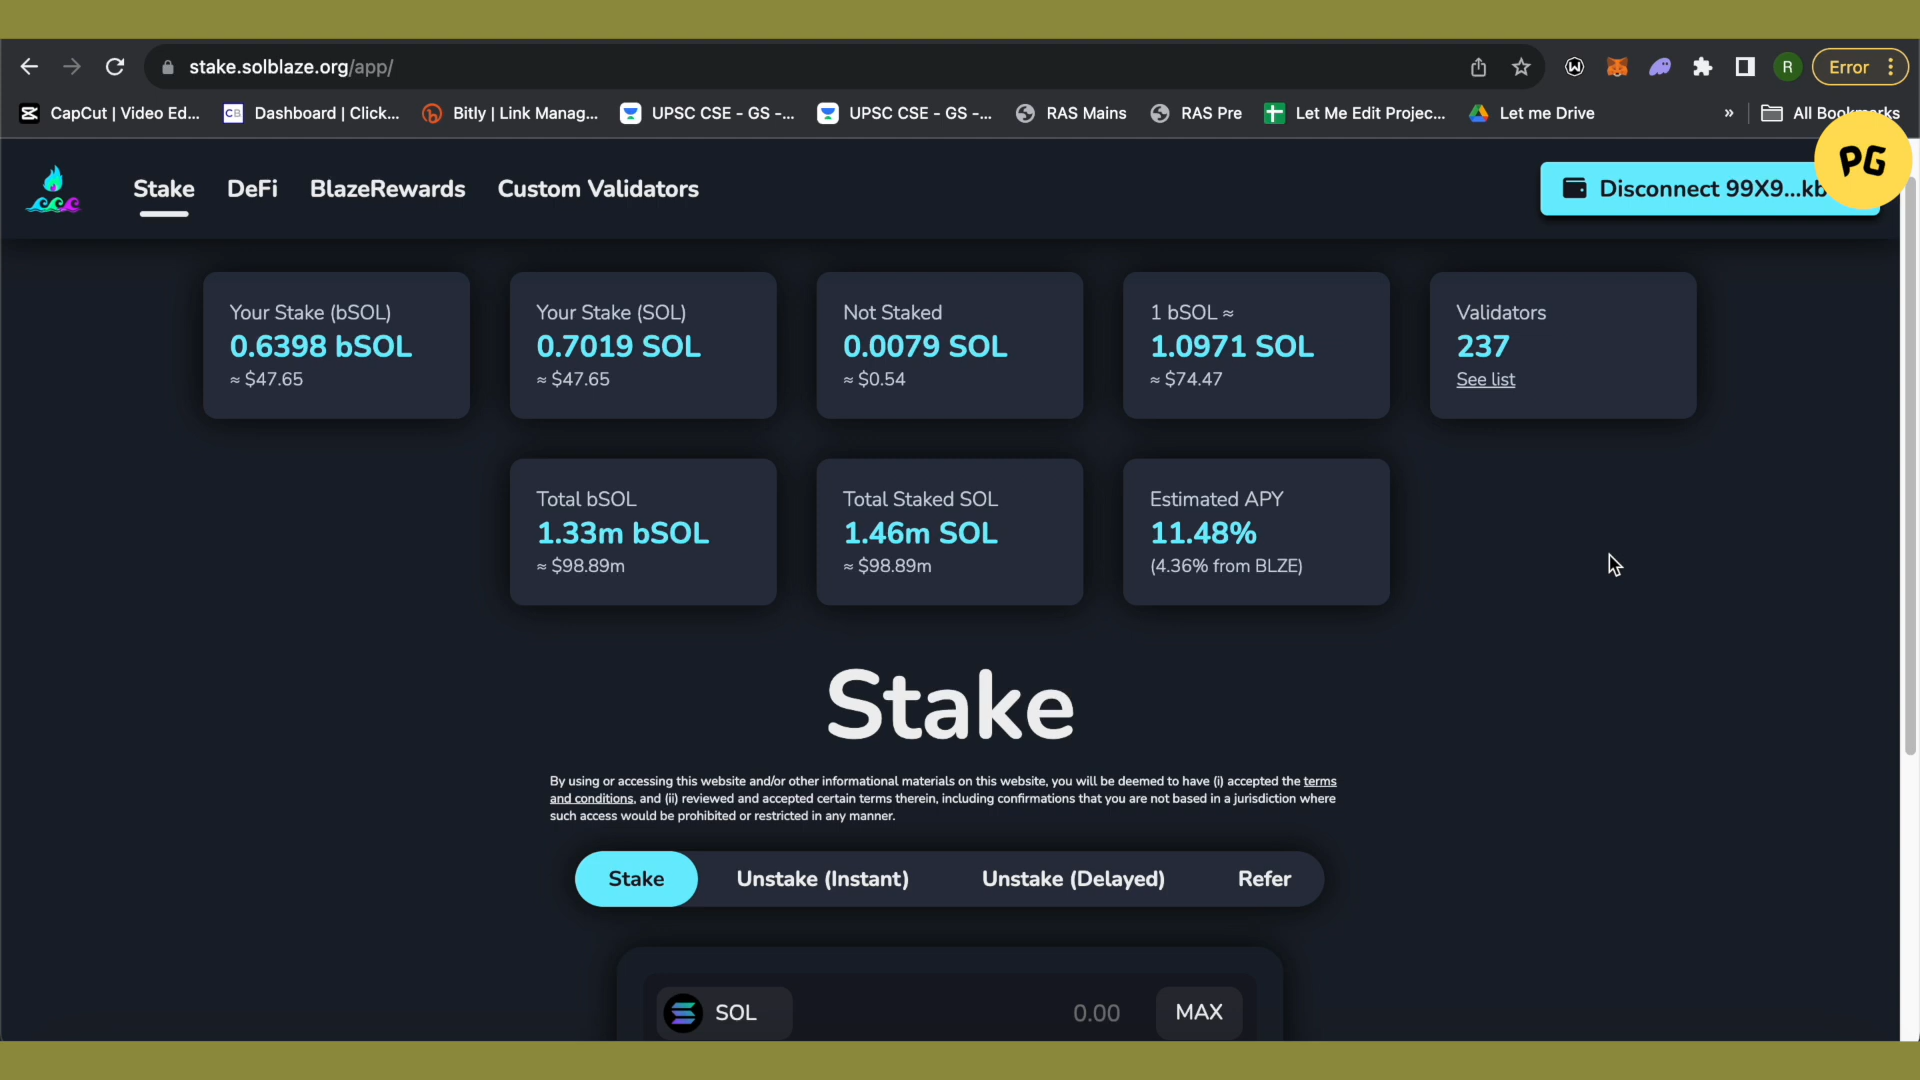 stake.solblaze.org/app/
R
Error
CapCut | Video Ed...
CB
Dashboard | Click...
Bitly | Link Manag...
UPSC CSE - GS -...
UPSC CSE - GS -...
RAS Mains
RAS Pre
Let Me Edit Projec...
Let me Drive
»
All Bookmarks
PG
Stake
DeFi
BlazeRewards
Custom Validators
Disconnect 99X9...kb
Your Stake (bSOL)
0.6398 bSOL
≈ $47.65
Your Stake (SOL)
0.7019 SOL
≈ $47.65
Not Staked
0.0079 SOL
≈ $0.54
1 bSOL ≈
1.0971 SOL
≈ $74.47
Validators
237
See list
Total bSOL
1.33m bSOL
≈ $98.89m
Total Staked SOL
1.46m SOL
≈ $98.89m
Estimated APY
11.48%
(4.36% from BLZE)
Stake
By using or accessing this website and/or other informational materials on this website, you will be deemed to have (i) accepted the terms
and conditions, and (ii) reviewed and accepted certain terms therein, including confirmations that you are not based in a jurisdiction where
such access would be prohibited or restricted in any manner.
Stake
Unstake (Instant)
Unstake (Delayed)
Refer
SOL
0.00
MAX